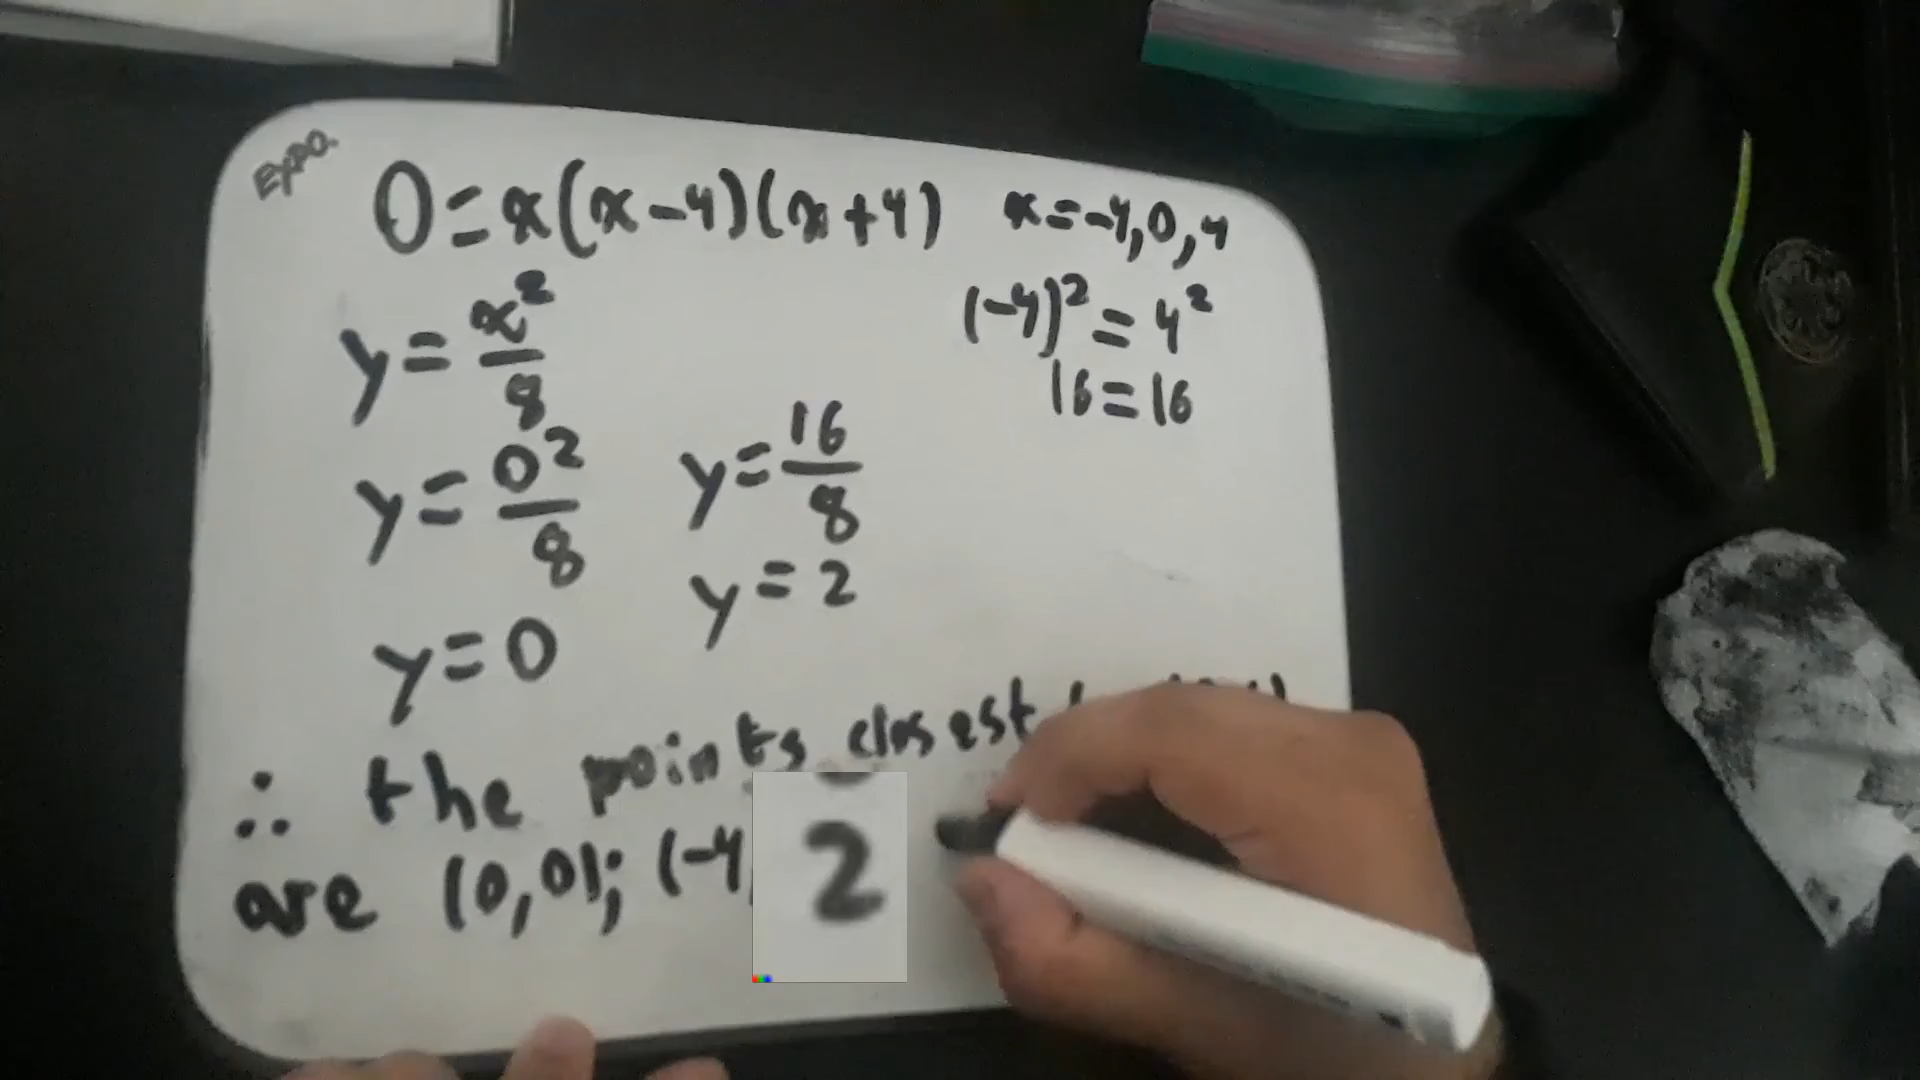 EXPO.
0=x(x-4)(x+4) x=-4,0,4
y=x²/8
(-4)²=4²
16=16
y=0²/8
y=16/8
y=2
y=0
∴ the points closest
are (0,0); (-4
2